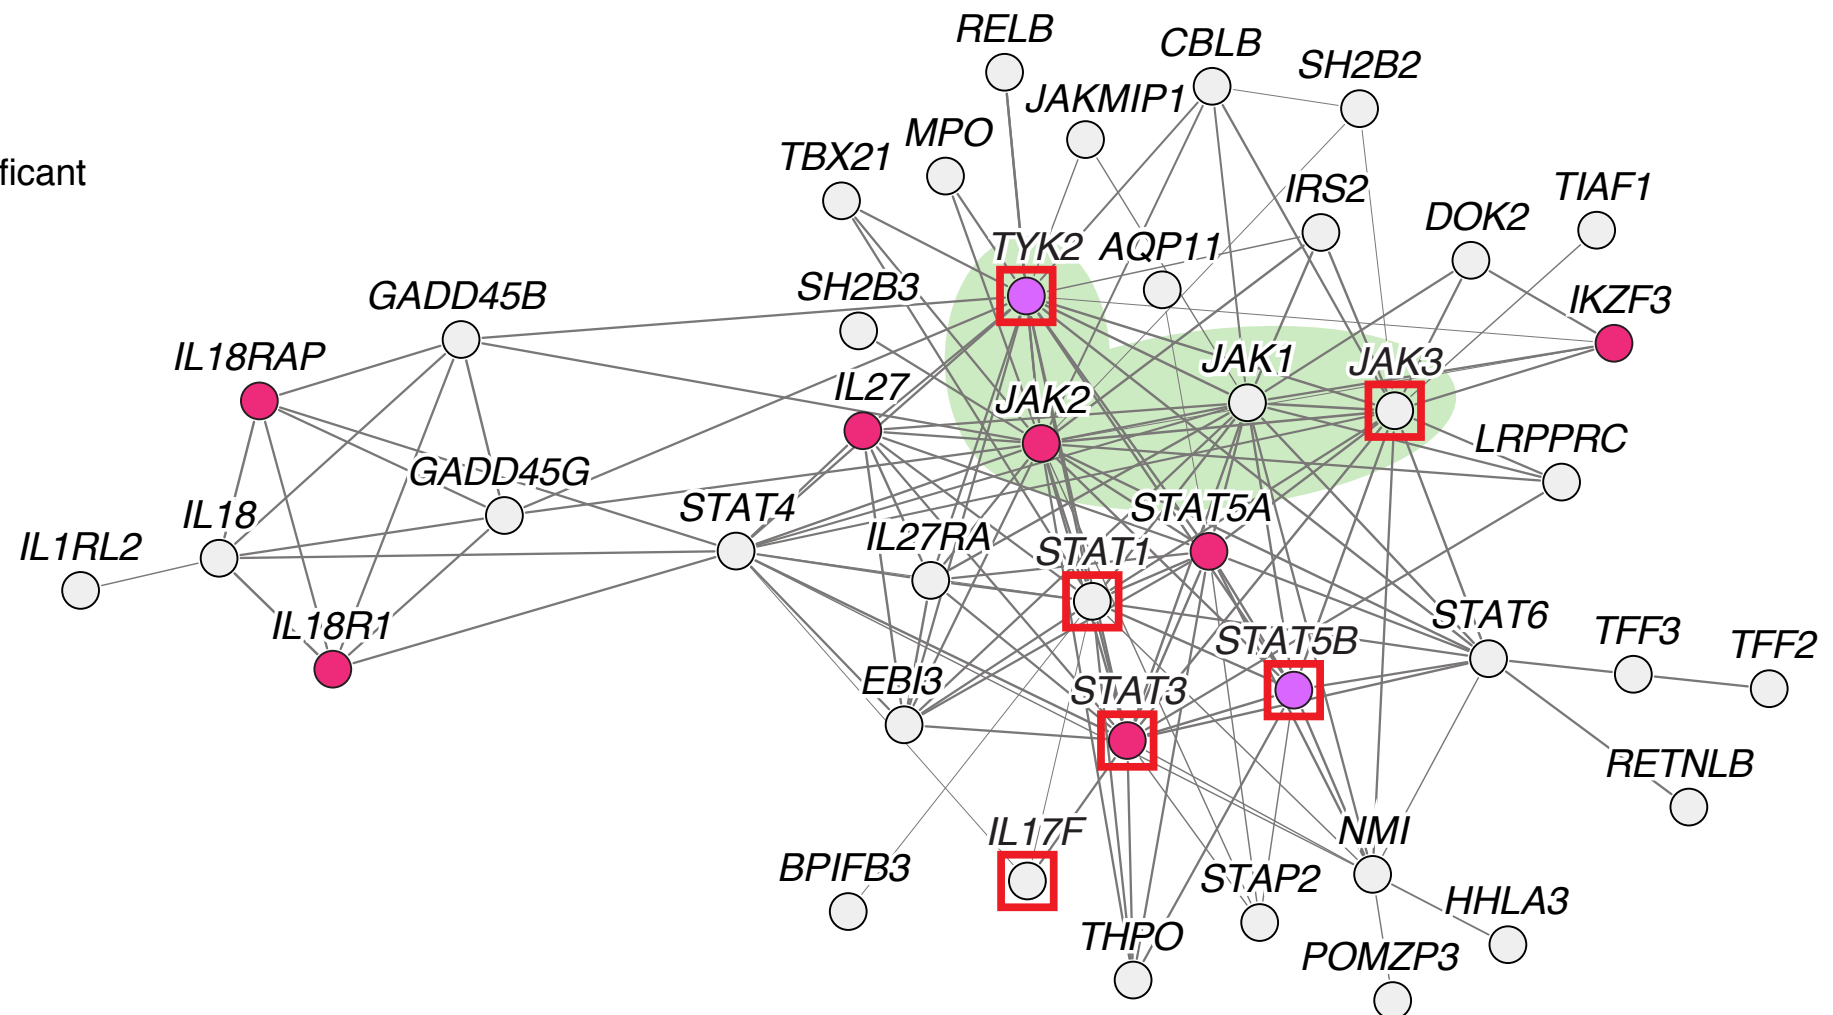 RELB
CBLB
SH2B2
JAKMIP1
MPO
TBX21
ficant
IRS2
TIAF1
DOK2
TYK2
AQP11
SH2B3
GADD45B
IKZF3
IL18RAP
JAK1
JAK3
IL27
JAK2
LRPPRC
GADD45G
STAT4
STAT5A
IL18
IL27RA
IL1RL2
STAT1
IL18R1
STAT6
TFF3
TFF2
STAT5B
EBI3
STAT3
RETNLB
IL17F
NMI
BPIFB3
STAP2
HHLA3
THPO
POMZP3